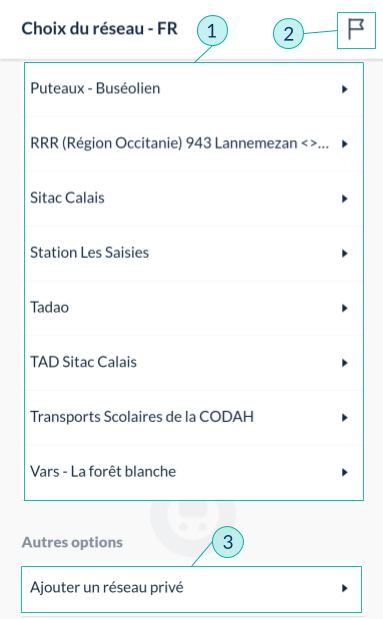 Choix du réseau - FR
1
2
Puteaux - Buséolien
RRR (Région Occitanie) 943 Lannemezan <>...
Sitac Calais
Station Les Saisies
Tadao
TAD Sitac Calais
Transports Scolaires de la CODAH
Vars - La forêt blanche
Autres options
3
Ajouter un réseau privé